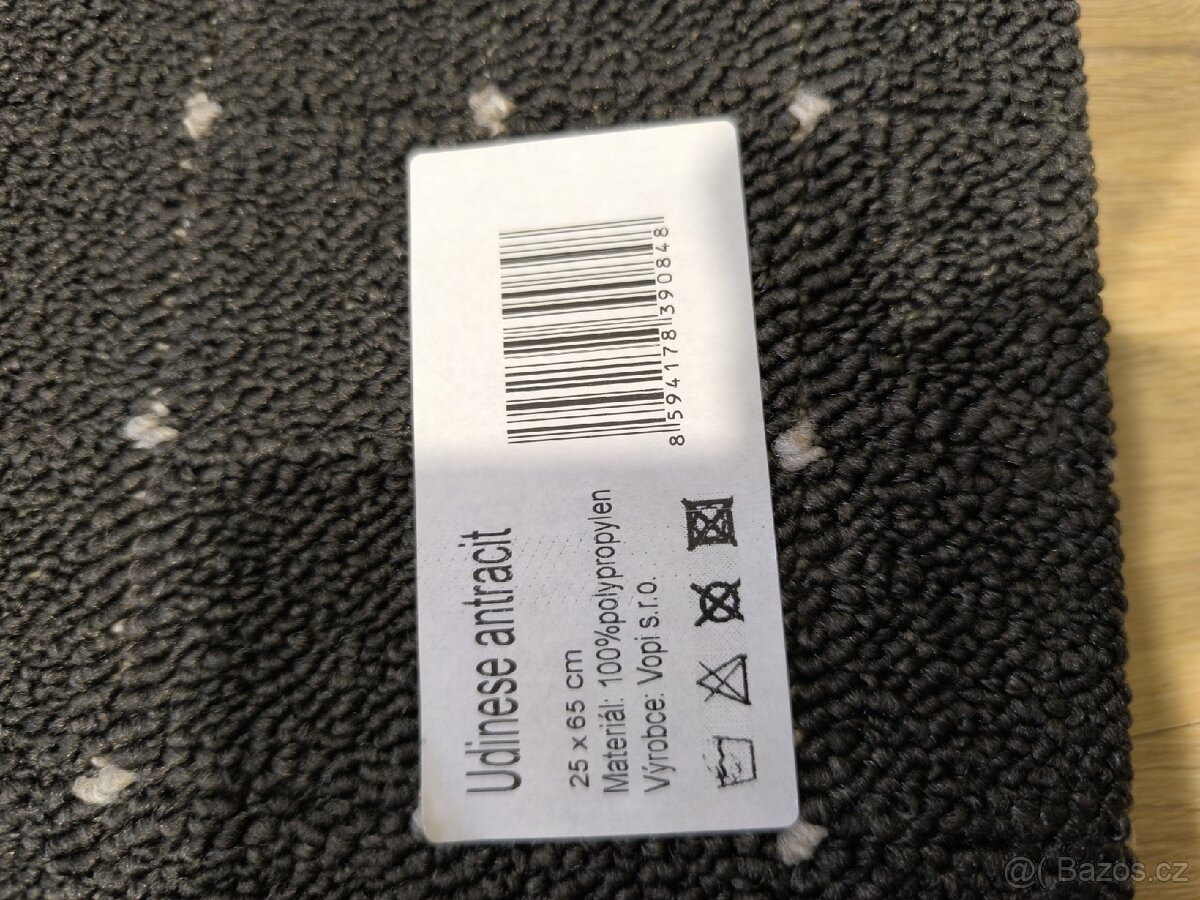 Udinese antracit
25 x 65 cm
Materiál: 100%polypropylen
Výrobce: Vopi s.r.o.
8594178390848
@( Bazos.cz